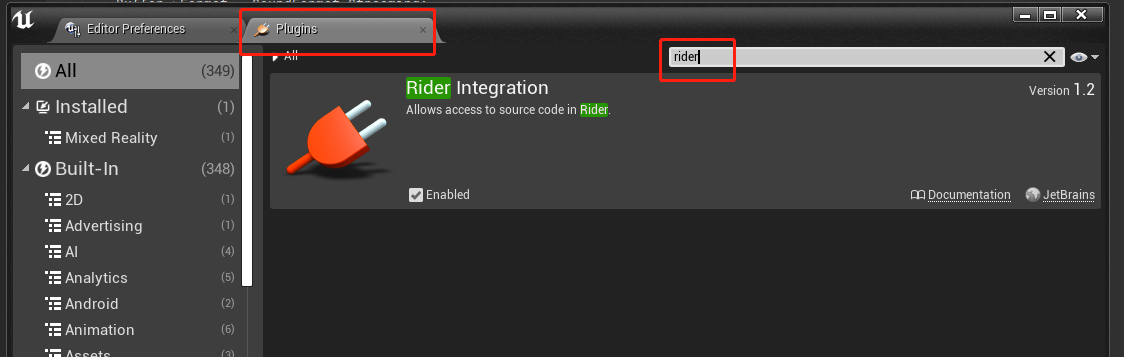 Editor Preferences
Plugins
All
rider
All (349)
Installed (1)
Mixed Reality (1)
Built-In (348)
2D (1)
Advertising (1)
AI (4)
Analytics (5)
Android (2)
Animation (6)
Assets (3)
Rider Integration
Version 1.2
Allows access to source code in Rider.
Enabled
Documentation
JetBrains